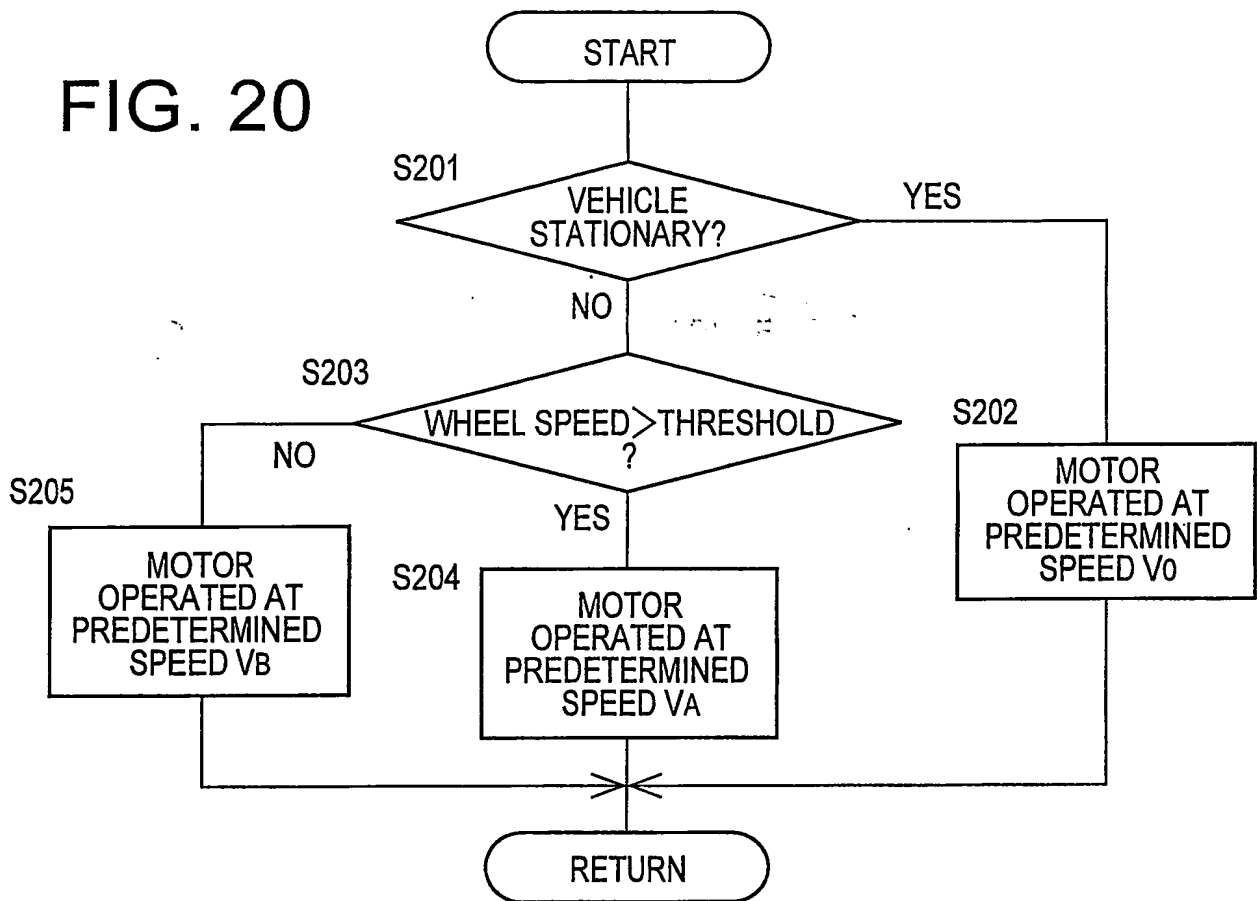 FIG. 20
START
S201
VEHICLE
STATIONARY?
YES
NO
S203
WHEEL SPEED>THRESHOLD
?
NO
YES
S202
MOTOR
OPERATED AT
PREDETERMINED
SPEED V0
S205
MOTOR
OPERATED AT
PREDETERMINED
SPEED VB
S204
MOTOR
OPERATED AT
PREDETERMINED
SPEED VA
RETURN